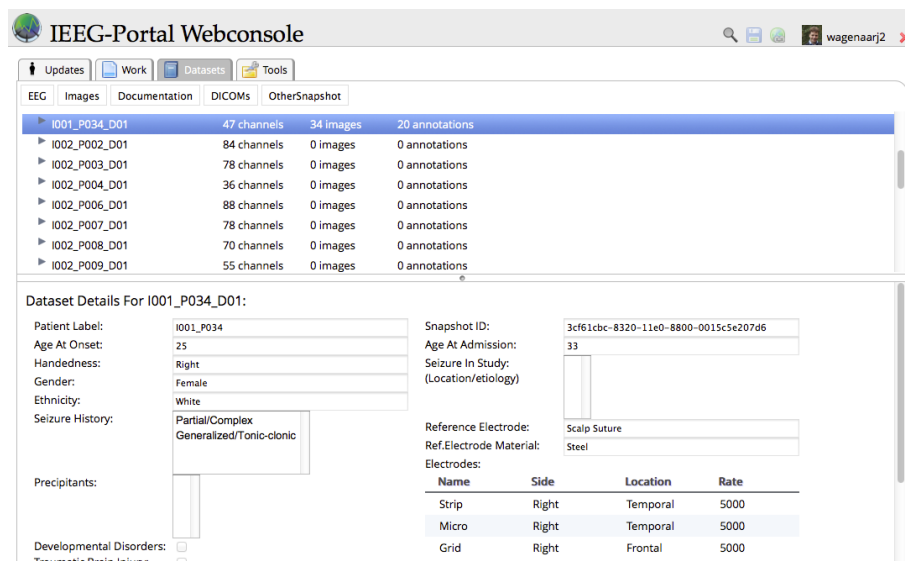 IEEG-Portal Webconsole
wagenaarj2
Updates Work Datasets Tools
EEG Images Documentation DICOMs OtherSnapshot
I001_P034_D01 47 channels 34 images 20 annotations
I002_P002_D01 84 channels 0 images 0 annotations
I002_P003_D01 78 channels 0 images 0 annotations
I002_P004_D01 36 channels 0 images 0 annotations
I002_P006_D01 88 channels 0 images 0 annotations
I002_P007_D01 78 channels 0 images 0 annotations
I002_P008_D01 70 channels 0 images 0 annotations
I002_P009_D01 55 channels 0 images 0 annotations
Dataset Details For I001_P034_D01:
Patient Label: I001_P034
Snapshot ID: 3cf61cbc-8320-11e0-8800-0015c5e207d6
Age At Onset: 25
Age At Admission: 33
Handedness: Right
Seizure In Study:
(Location/etiology)
Gender: Female
Ethnicity: White
Seizure History: Partial/Complex
Generalized/Tonic-clonic
Reference Electrode: Scalp Suture
Ref.Electrode Material: Steel
Electrodes:
Name Side Location Rate
Strip Right Temporal 5000
Micro Right Temporal 5000
Grid Right Frontal 5000
Precipitants:
Developmental Disorders:
Traumatic Brain Injury